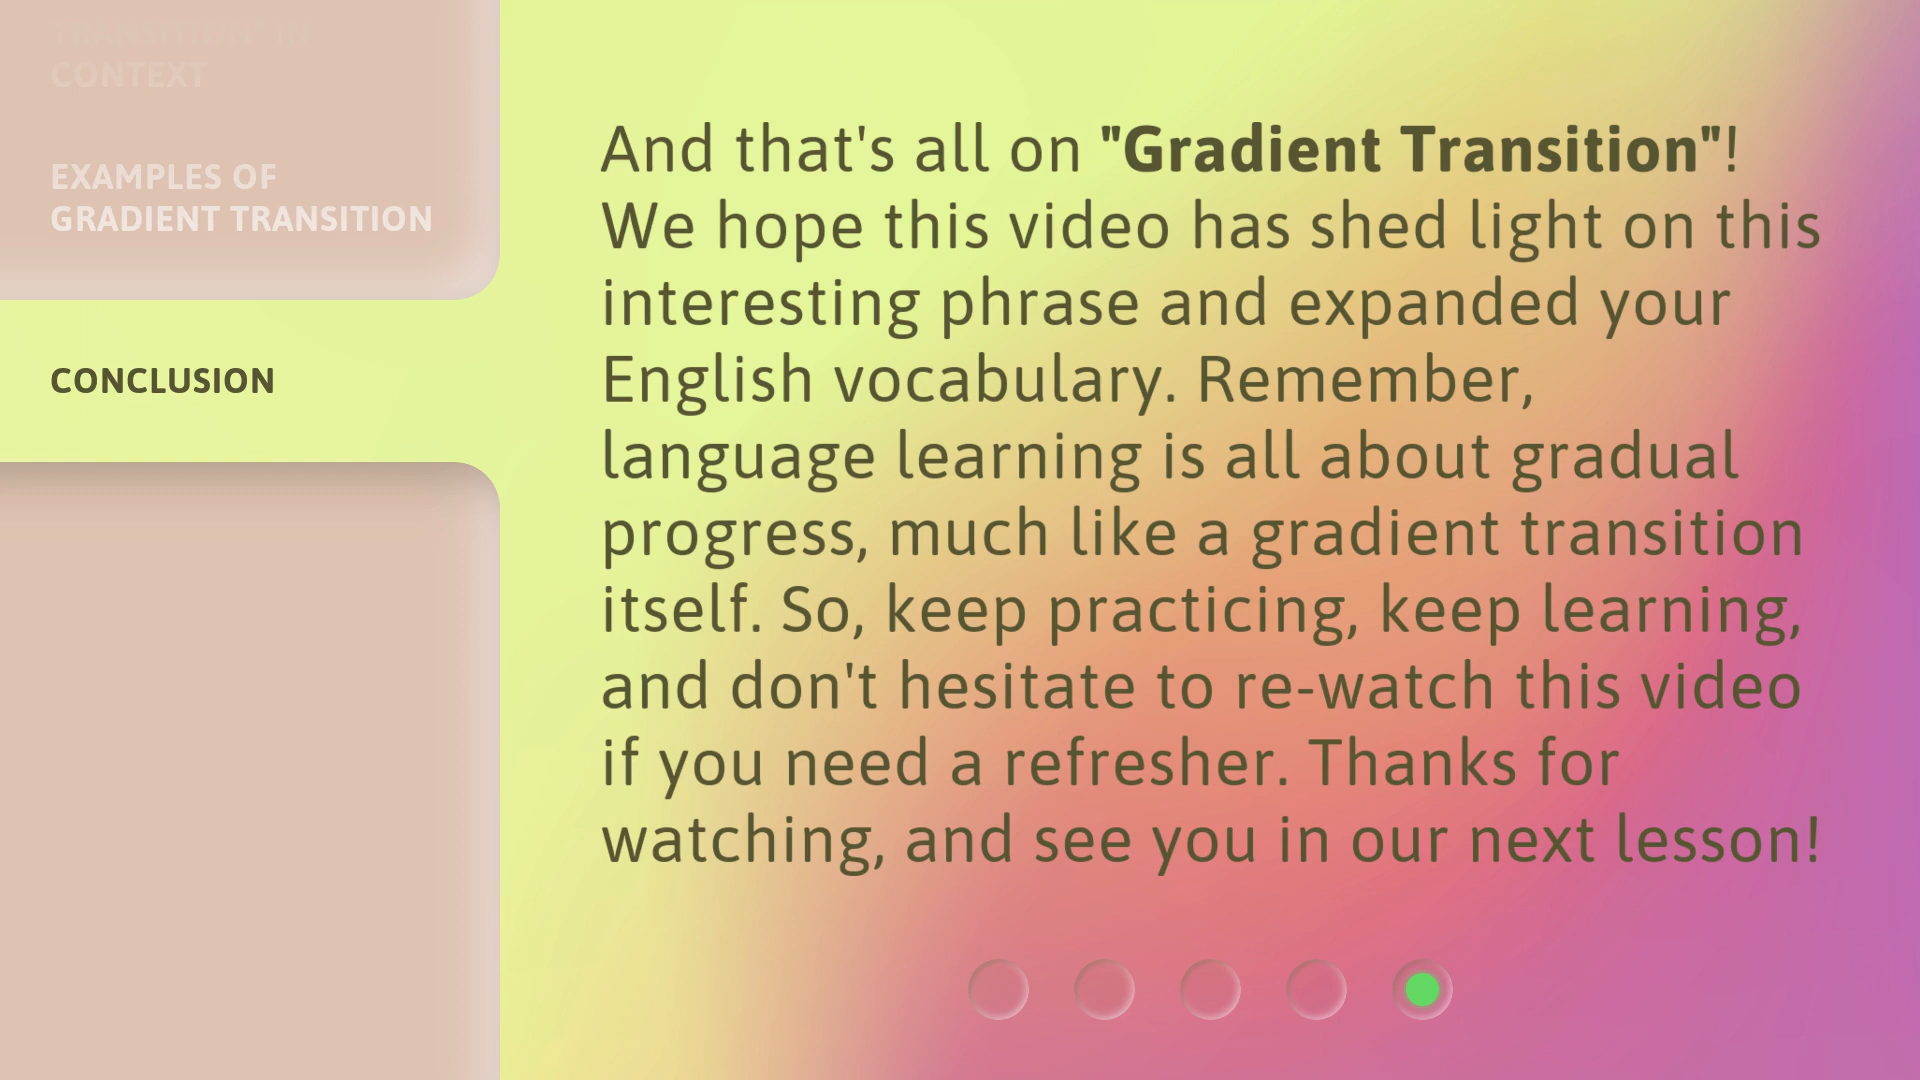 TRANSITION" IN
CONTEXT
EXAMPLES OF
GRADIENT TRANSITION
CONCLUSION
And that's all on "Gradient Transition"!
We hope this video has shed light on this
interesting phrase and expanded your
English vocabulary. Remember,
language learning is all about gradual
progress, much like a gradient transition
itself. So, keep practicing, keep learning,
and don't hesitate to re-watch this video
if you need a refresher. Thanks for
watching, and see you in our next lesson!